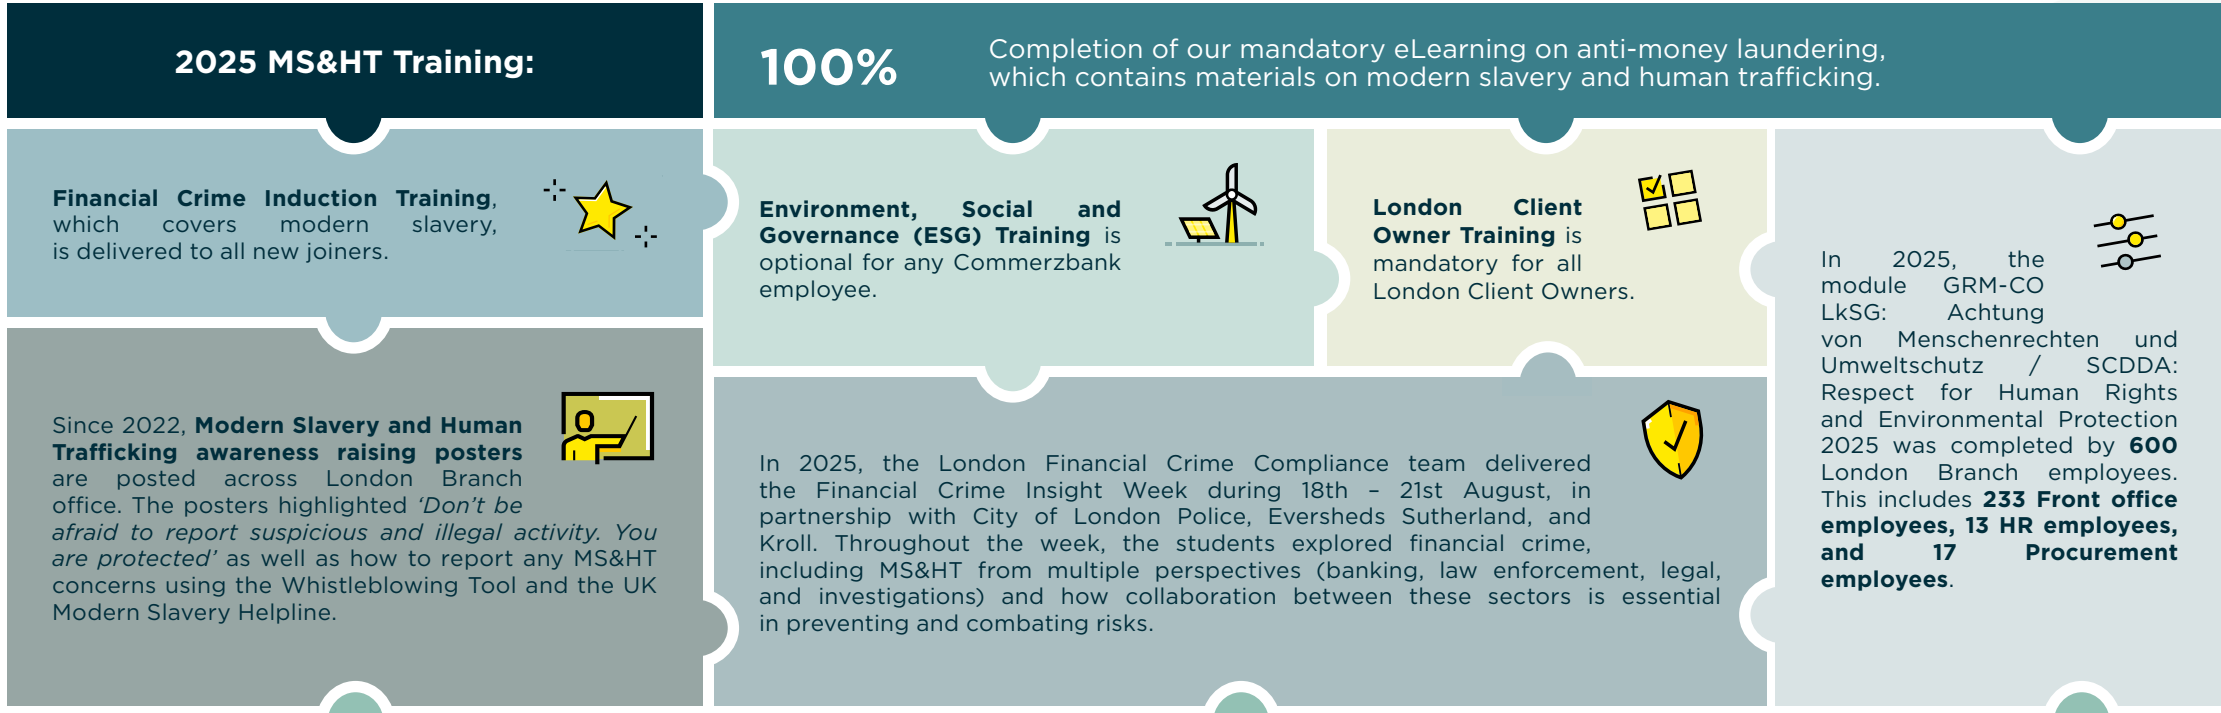 2025 MS&HT Training:
100%
Completion of our mandatory eLearning on anti-money laundering,
which contains materials on modern slavery and human trafficking.
Financial Crime Induction Training,
which covers modern slavery,
is delivered to all new joiners.
Environment, Social and
Governance (ESG) Training is
optional for any Commerzbank
employee.
London Client
Owner Training is
mandatory for all
London Client Owners.
In 2025, the
module GRM-CO
LkSG: Achtung
von Menschenrechten und
Umweltschutz / SCDDA:
Respect for Human Rights
and Environmental Protection
2025 was completed by 600
London Branch employees.
This includes 233 Front office
employees, 13 HR employees,
and 17 Procurement
employees.
Since 2022, Modern Slavery and Human
Trafficking awareness raising posters
are posted across London Branch
office. The posters highlighted ‘Don’t be
afraid to report suspicious and illegal activity. You
are protected’ as well as how to report any MS&HT
concerns using the Whistleblowing Tool and the UK
Modern Slavery Helpline.
In 2025, the London Financial Crime Compliance team delivered
the Financial Crime Insight Week during 18th – 21st August, in
partnership with City of London Police, Eversheds Sutherland, and
Kroll. Throughout the week, the students explored financial crime,
including MS&HT from multiple perspectives (banking, law enforcement, legal,
and investigations) and how collaboration between these sectors is essential
in preventing and combating risks.